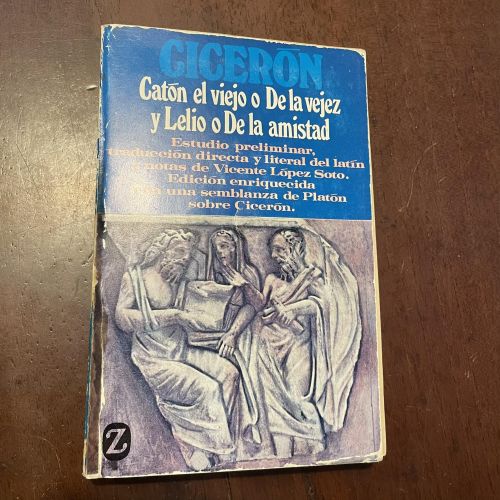 CICERÓN
Catón el viejo o De la vejez
y Lelio o De la amistad
Estudio preliminar,
traducción directa y literal del latín
y notas de Vicente López Soto.
Edición enriquecida
con una semblanza de Platón
sobre Cicerón.
Z